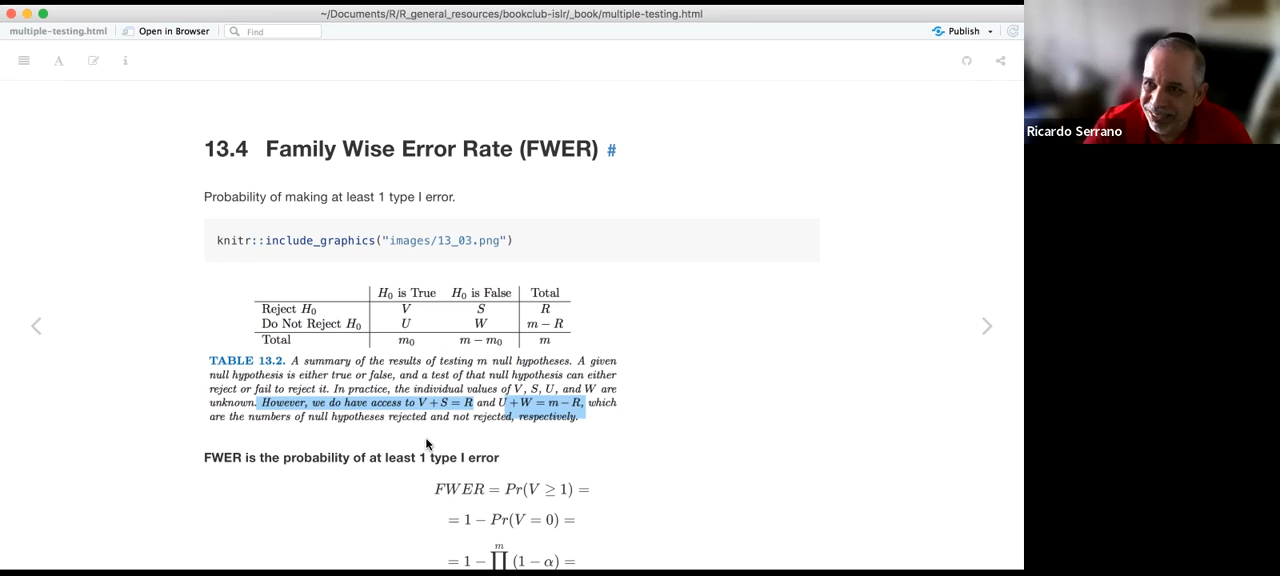 ~/Documents/R/R_general_resources/bookclub-islr/_book/multiple-testing.html
multiple-testing.html Open in Browser Find Publish
Ricardo Serrano
13.4 Family Wise Error Rate (FWER) #
Probability of making at least 1 type I error.
knitr::include_graphics("images/13_03.png")
H₀ is True H₀ is False Total
Reject H₀ V S R
Do Not Reject H₀ U W m − R
Total m₀ m − m₀ m
TABLE 13.2. A summary of the results of testing m null hypotheses. A given
null hypothesis is either true or false, and a test of that null hypothesis can either
reject or fail to reject it. In practice, the individual values of V, S, U, and W are
unknown. However, we do have access to V + S = R and U + W = m − R, which
are the numbers of null hypotheses rejected and not rejected, respectively.
FWER is the probability of at least 1 type I error
FWER = Pr(V ≥ 1) =
= 1 − Pr(V = 0) =
m
= 1 − ∏ (1 − α) =